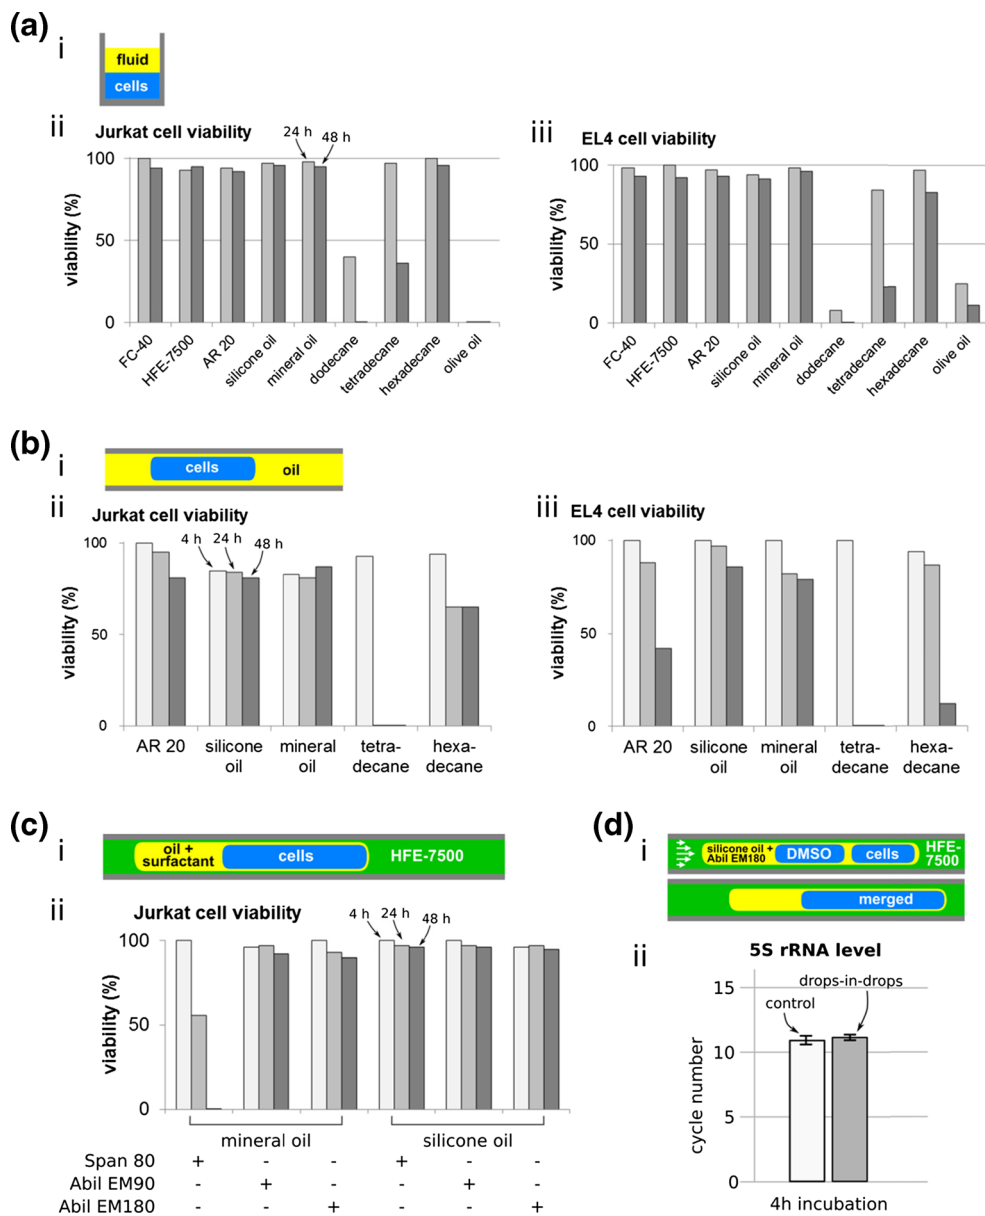 (a)
i
fluid
cells
ii
Jurkat cell viability
24 h
48 h
viability (%)
100
50
0
FC-40
HFE-7500
AR 20
silicone oil
mineral oil
dodecane
tetradecane
hexadecane
olive oil
iii
EL4 cell viability
viability (%)
100
50
0
FC-40
HFE-7500
AR 20
silicone oil
mineral oil
dodecane
tetradecane
hexadecane
olive oil
(b)
i
cells
oil
ii
Jurkat cell viability
4 h
24 h
48 h
viability (%)
100
50
0
AR 20
silicone
oil
mineral
oil
tetra-
decane
hexa-
decane
iii
EL4 cell viability
viability (%)
100
50
0
AR 20
silicone
oil
mineral
oil
tetra-
decane
hexa-
decane
(c)
i
oil +
surfactant
cells
HFE-7500
ii
Jurkat cell viability
4 h
24 h
48 h
viability (%)
100
50
0
mineral oil
silicone oil
Span 80 + - - + - -
Abil EM90 - + - - + -
Abil EM180 - - + - - +
(d)
i
silicone oil +
Abil EM180
DMSO
cells
HFE-
7500
merged
ii
5S rRNA level
drops-in-drops
control
cycle number
15
10
5
0
4h incubation